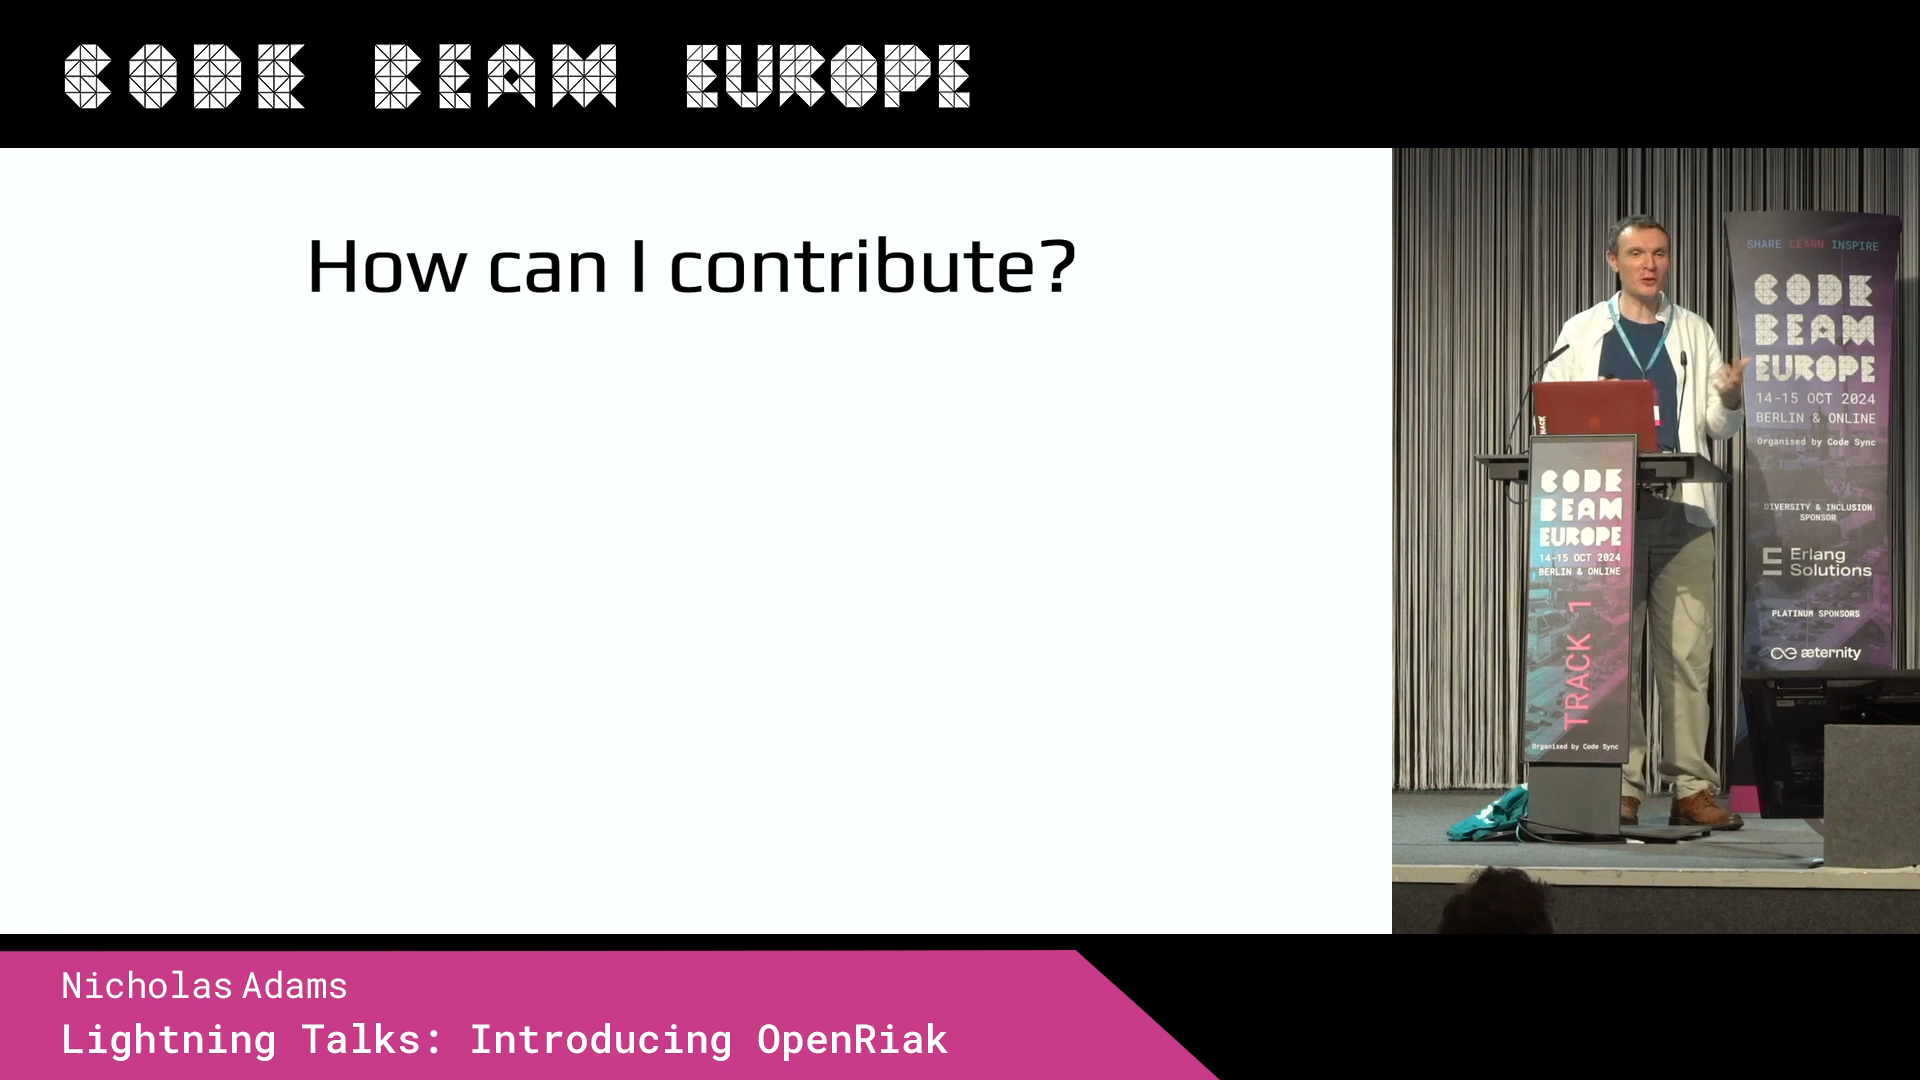 CODE BEAM EUROPE
How can I contribute?
SHARE LEARN INSPIRE
CODE
BEAM
EUROPE
14-15 OCT 2024
BERLIN & ONLINE
Organised by Code Sync
DIVERSITY & INCLUSION
SPONSOR
Erlang
Solutions
PLATINUM SPONSORS
æternity
HACK
CODE
BEAM
EUROPE
14-15 OCT 2024
BERLIN & ONLINE
TRACK 1
Organised by Code Sync
Nicholas Adams
Lightning Talks: Introducing OpenRiak